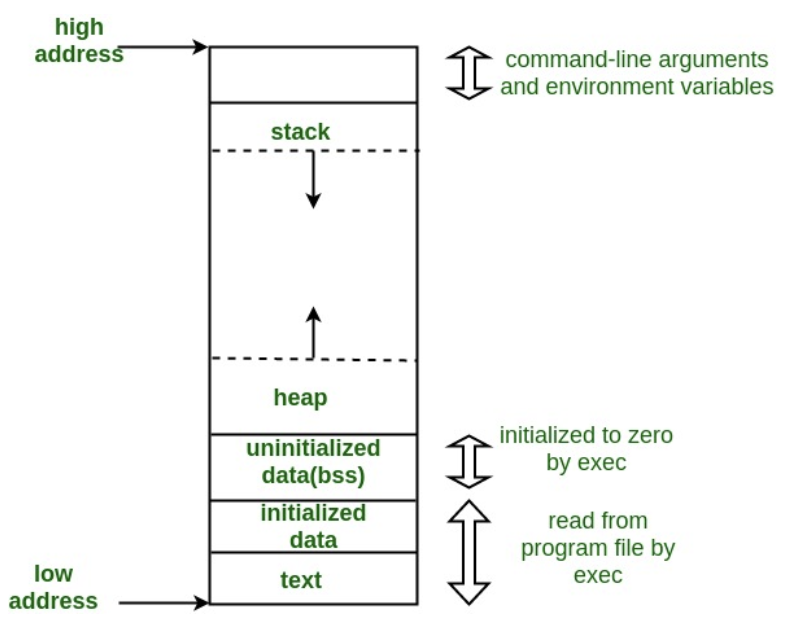 high
address
command-line arguments
and environment variables
stack
heap
uninitialized
data(bss)
initialized to zero
by exec
initialized
data
read from
program file by
exec
text
low
address